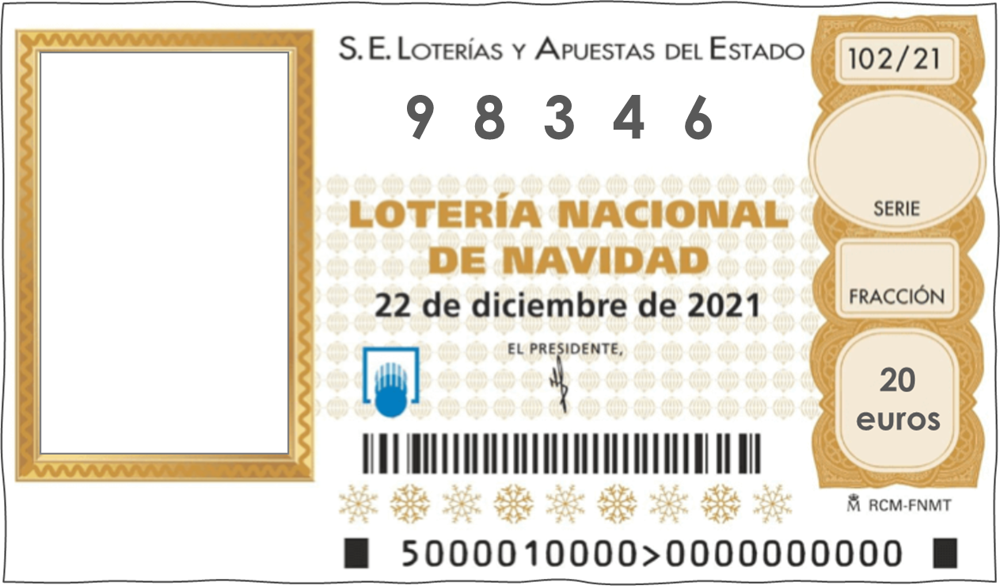 S. E. LOTERÍAS Y APUESTAS DEL ESTADO
102/21
9 8 3 4 6
SERIE
LOTERÍA NACIONAL
DE NAVIDAD
22 de diciembre de 2021
FRACCIÓN
EL PRESIDENTE,
20
euros
M RCM-FNMT
5000010000>0000000000